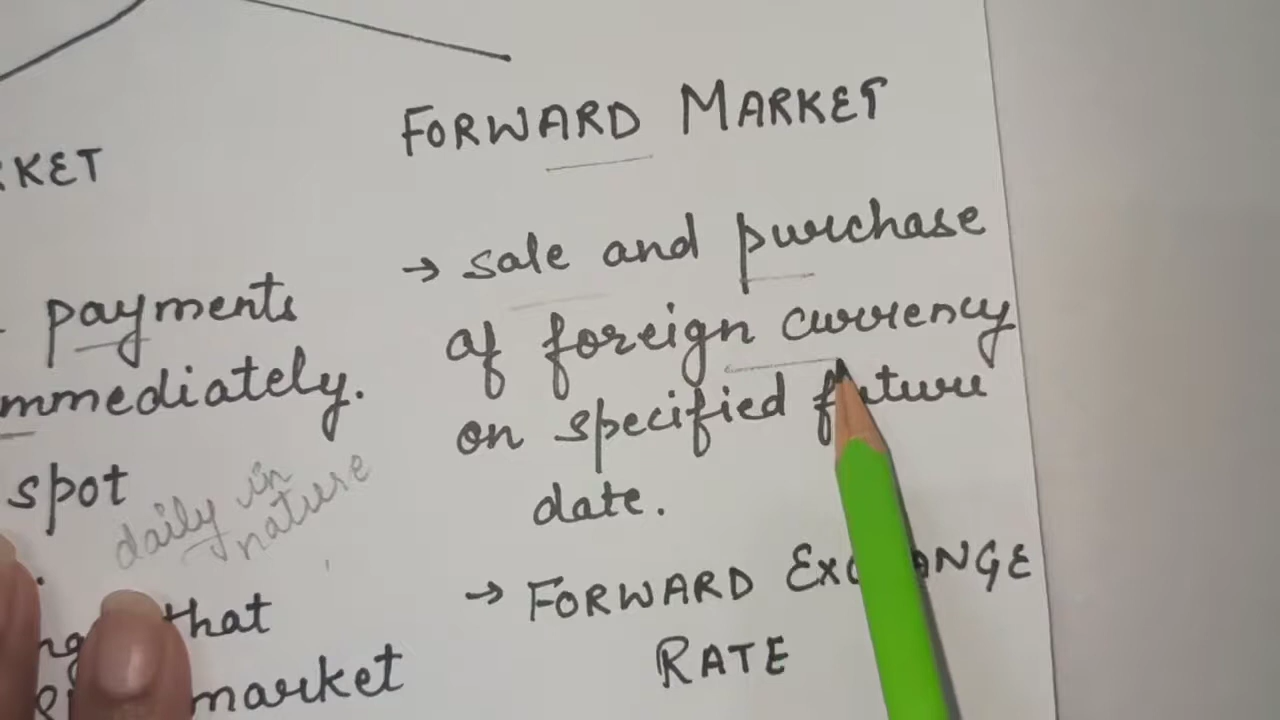 FORWARD MARKET
→ sale and purchase
of foreign currency
on specified future
date.
→ FORWARD EXCHANGE
RATE
payments
mmediately.
spot
daily in
nature
that
market